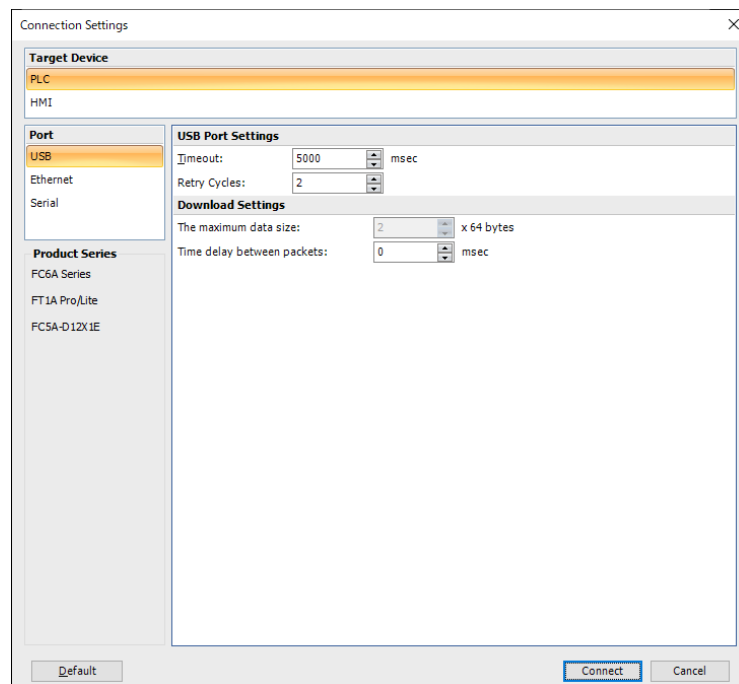 Connection Settings
Target Device
PLC
HMI
Port
USB
Ethernet
Serial
Product Series
FC6A Series
FT1A Pro/Lite
FC5A-D12X1E
USB Port Settings
Timeout: 5000 msec
Retry Cycles: 2
Download Settings
The maximum data size: 2 x 64 bytes
Time delay between packets: 0 msec
Default Connect Cancel